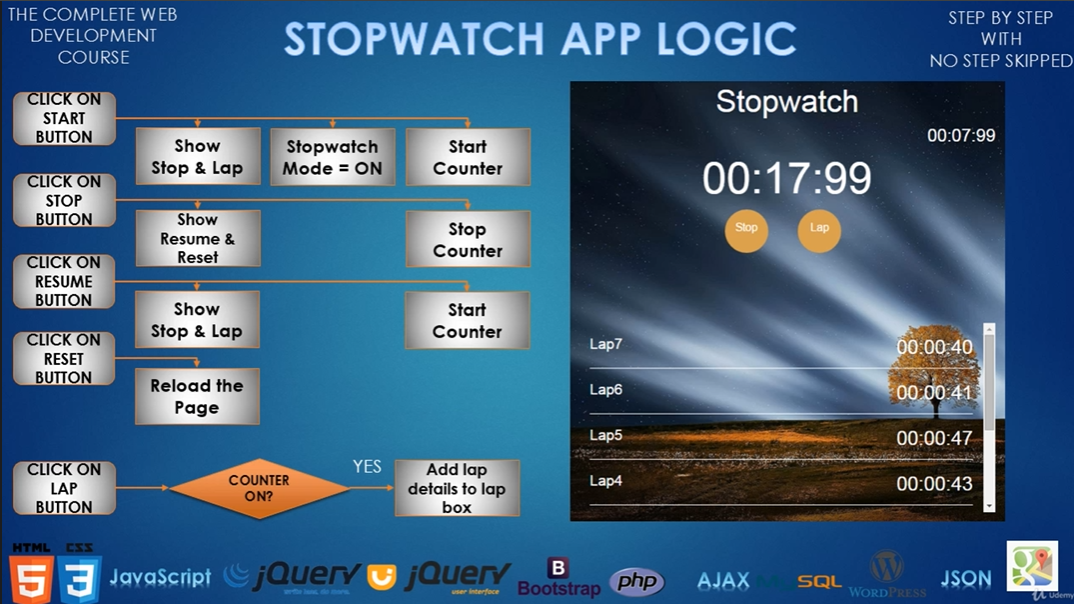 THE COMPLETE WEB
DEVELOPMENT
COURSE
STOPWATCH APP LOGIC
STEP BY STEP
WITH
NO STEP SKIPPED
CLICK ON
START
BUTTON
Show
Stop & Lap
Stopwatch
Mode = ON
Start
Counter
CLICK ON
STOP
BUTTON
Show
Resume &
Reset
Stop
Counter
CLICK ON
RESUME
BUTTON
Show
Stop & Lap
Start
Counter
CLICK ON
RESET
BUTTON
Reload the
Page
CLICK ON
LAP
BUTTON
COUNTER
ON?
YES
Add lap
details to lap
box
Stopwatch
00:07:99
00:17:99
Stop
Lap
Lap7
00:00:40
Lap6
00:00:41
Lap5
00:00:47
Lap4
00:00:43
HTML
5
CSS
3
JavaScript
jQuery
write less, do more.
jQuery
user interface
B
Bootstrap
php
AJAX
MySQL
W
WORDPRESS
JSON
Udemy